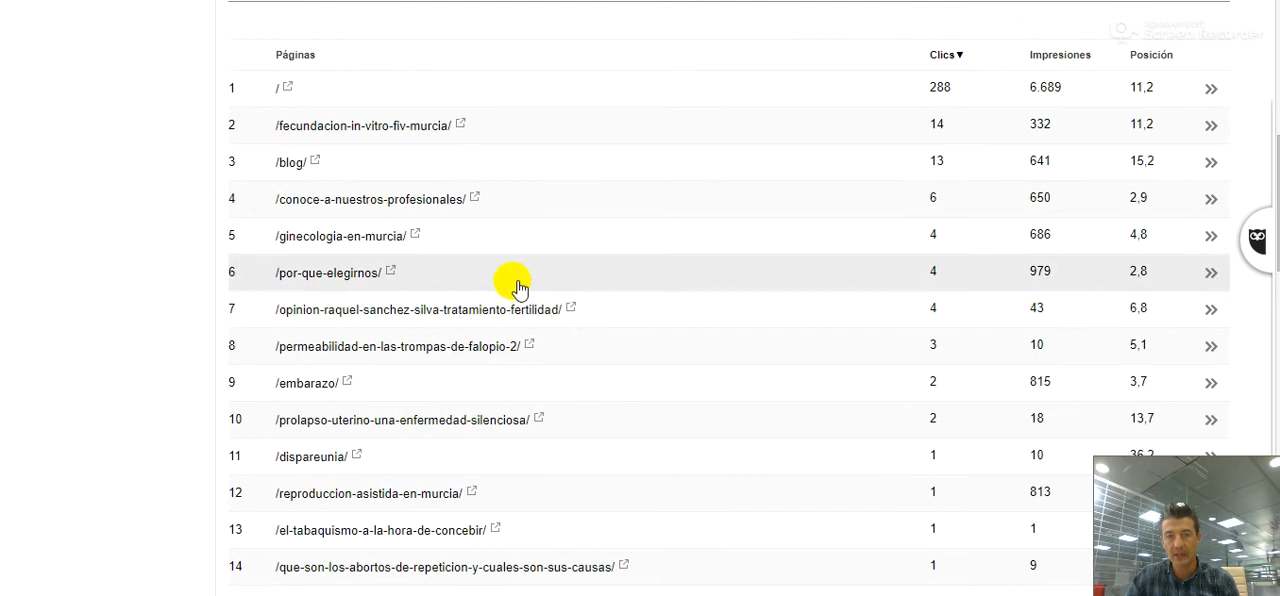 Apowersoft
Screen Recorder
Páginas Clics▼ Impresiones Posición
1 / 288 6.689 11,2
2 /fecundacion-in-vitro-fiv-murcia/ 14 332 11,2
3 /blog/ 13 641 15,2
4 /conoce-a-nuestros-profesionales/ 6 650 2,9
5 /ginecologia-en-murcia/ 4 686 4,8
6 /por-que-elegirnos/ 4 979 2,8
7 /opinion-raquel-sanchez-silva-tratamiento-fertilidad/ 4 43 6,8
8 /permeabilidad-en-las-trompas-de-falopio-2/ 3 10 5,1
9 /embarazo/ 2 815 3,7
10 /prolapso-uterino-una-enfermedad-silenciosa/ 2 18 13,7
11 /dispareunia/ 1 10 36,2
12 /reproduccion-asistida-en-murcia/ 1 813
13 /el-tabaquismo-a-la-hora-de-concebir/ 1 1
14 /que-son-los-abortos-de-repeticion-y-cuales-son-sus-causas/ 1 9